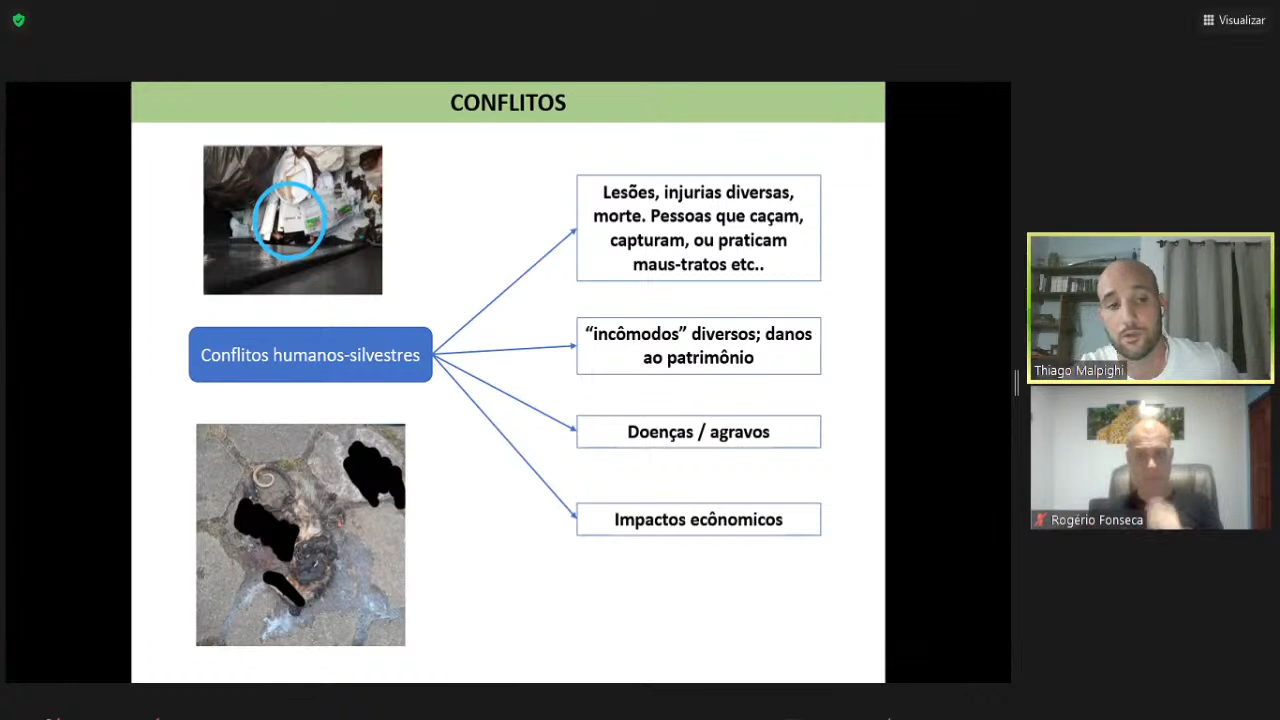 Visualizar
CONFLITOS
Lesões, injurias diversas,
morte. Pessoas que caçam,
capturam, ou praticam
maus-tratos etc..
Conflitos humanos-silvestres
“incômodos” diversos; danos
ao patrimônio
Doenças / agravos
Impactos ecônomicos
Thiago Malpighi
Rogério Fonseca